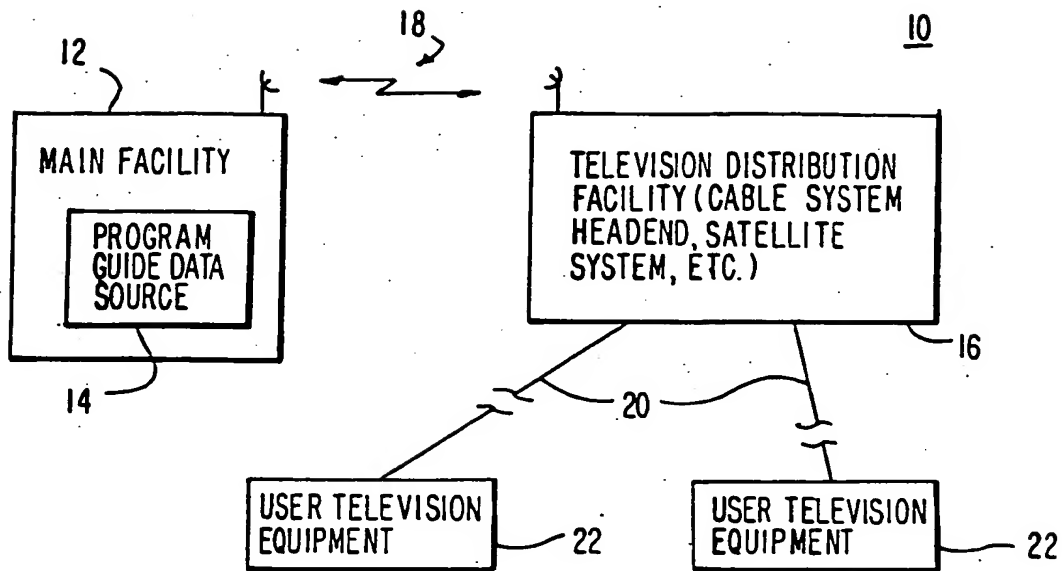 10
18
12
MAIN FACILITY
PROGRAM
GUIDE DATA
SOURCE
14
TELEVISION DISTRIBUTION
FACILITY (CABLE SYSTEM
HEADEND, SATELLITE
SYSTEM, ETC.)
16
20
USER TELEVISION
EQUIPMENT
22
USER TELEVISION
EQUIPMENT
22